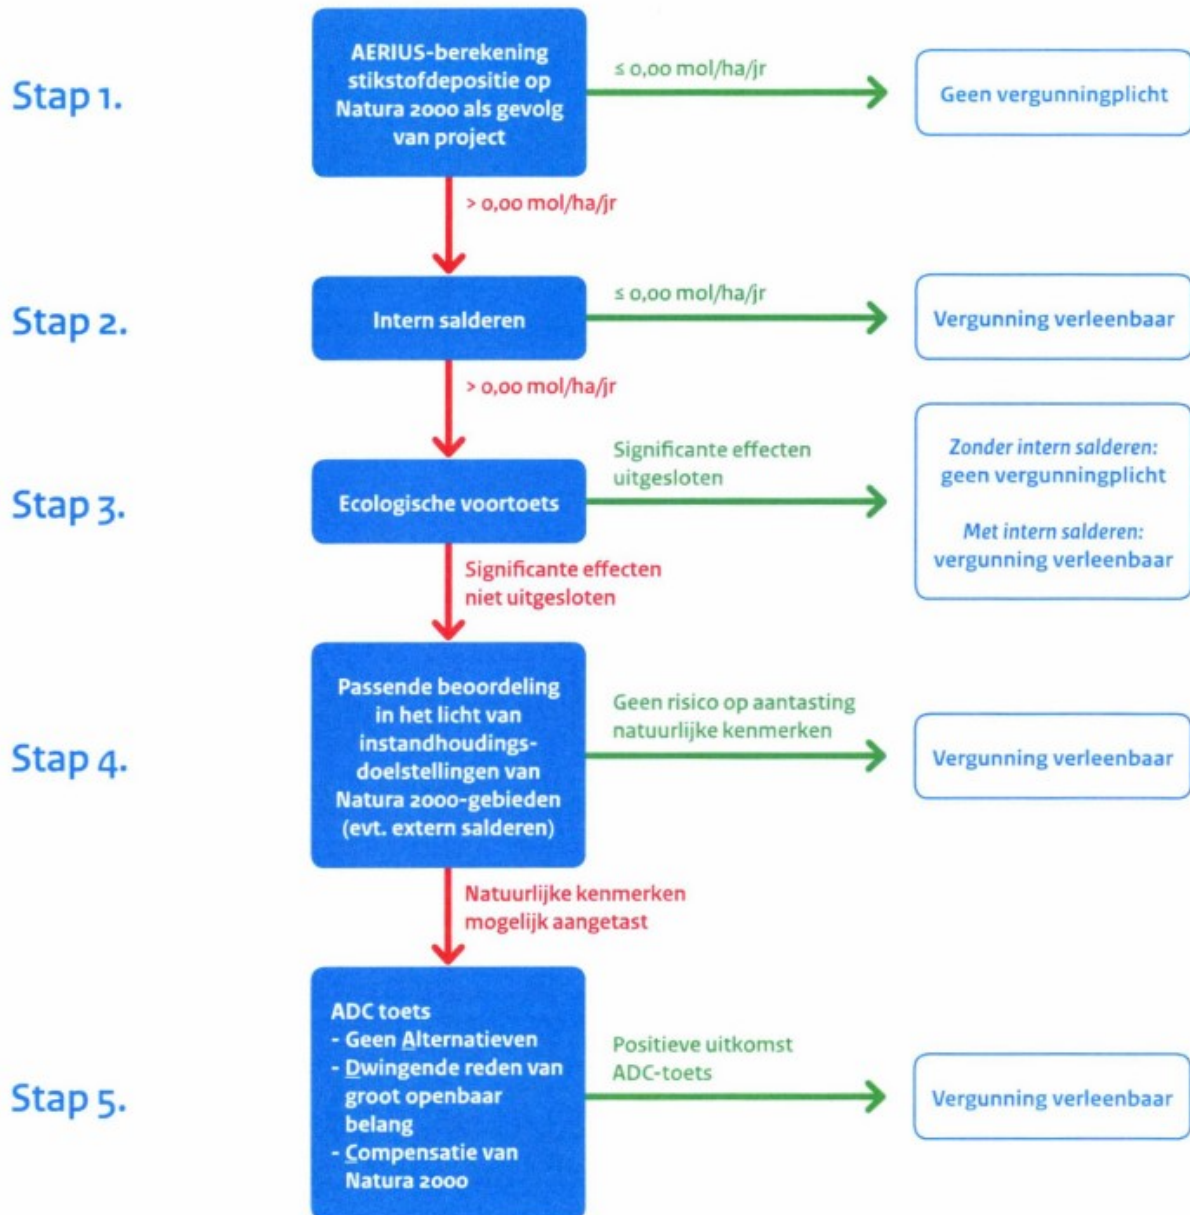 Stap 1.
AERIUS-berekening
stikstofdepositie op
Natura 2000 als gevolg
van project
≤ 0,00 mol/ha/jr
Geen vergunningplicht
> 0,00 mol/ha/jr
Stap 2.
Intern salderen
≤ 0,00 mol/ha/jr
Vergunning verleenbaar
> 0,00 mol/ha/jr
Stap 3.
Ecologische voortoets
Significante effecten
uitgesloten
Zonder intern salderen:
geen vergunningplicht
Met intern salderen:
vergunning verleenbaar
Significante effecten
niet uitgesloten
Stap 4.
Passende beoordeling
in het licht van
instandhoudings-
doelstellingen van
Natura 2000-gebieden
(evt. extern salderen)
Geen risico op aantasting
natuurlijke kenmerken
Vergunning verleenbaar
Natuurlijke kenmerken
mogelijk aangetast
Stap 5.
ADC toets
- Geen Alternatieven
- Dwingende reden van
groot openbaar
belang
- Compensatie van
Natura 2000
Positieve uitkomst
ADC-toets
Vergunning verleenbaar